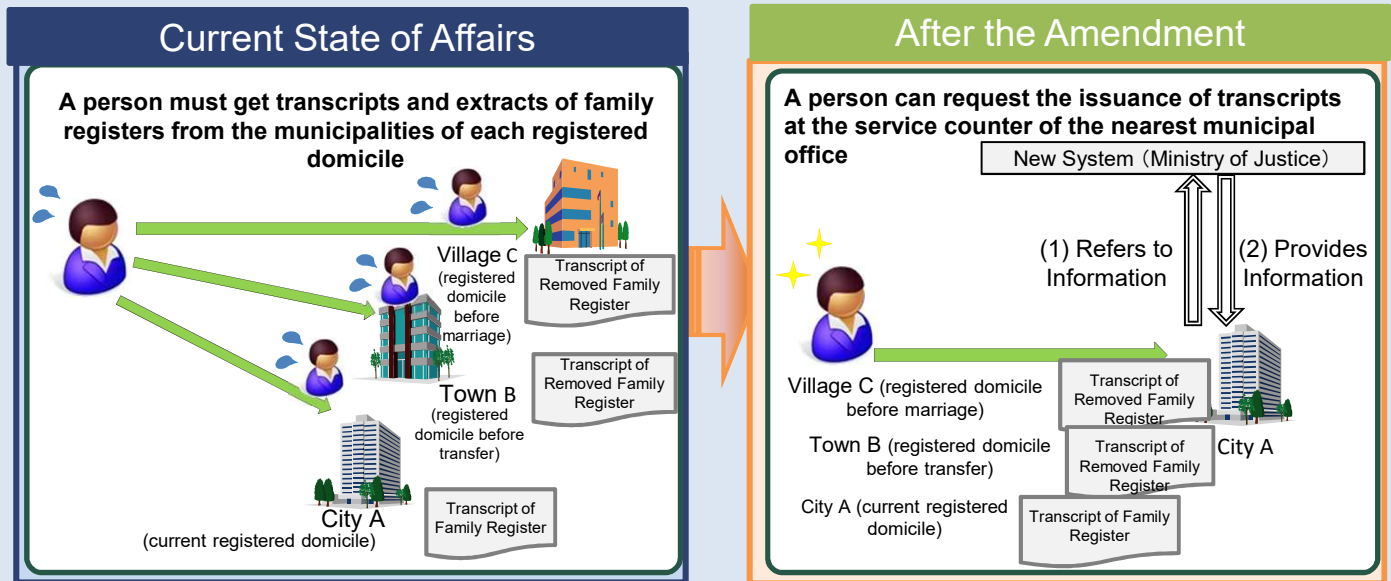 Current State of Affairs
A person must get transcripts and extracts of family
registers from the municipalities of each registered
domicile
Village C
(registered
domicile
before
marriage)
Transcript of
Removed Family
Register
Town B
(registered
domicile before
transfer)
Transcript of
Removed Family
Register
City A
(current registered domicile)
Transcript of
Family Register
After the Amendment
A person can request the issuance of transcripts
at the service counter of the nearest municipal
office
New System（Ministry of Justice）
(1) Refers to
Information
(2) Provides
Information
Village C (registered domicile
before marriage)
Transcript of
Removed Family
Register
City A
Town B (registered domicile
before transfer)
Transcript of
Removed Family
Register
City A (current registered
domicile)
Transcript of Family
Register